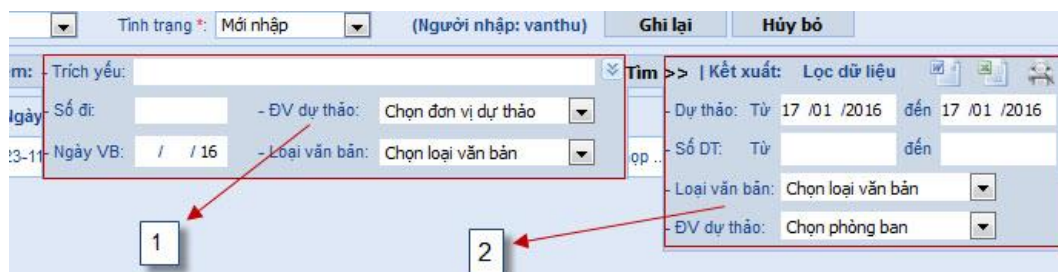 Tình trạng *: Mới nhập (Người nhập: vanthu) Ghi lại Hủy bỏ
èm: - Trích yếu: Tìm >> | Kết xuất: Lọc dữ liệu
Ngày - Số đi: - ĐV dự thảo: Chọn đơn vị dự thảo - Dự thảo: Từ 17 /01 /2016 đến 17 /01 /2016
23-11 - Ngày VB: / / 16 - Loại văn bản: Chọn loại văn bản họp ... - Số DT: Từ đến
- Loại văn bản: Chọn loại văn bản
- ĐV dự thảo: Chọn phòng ban
1
2